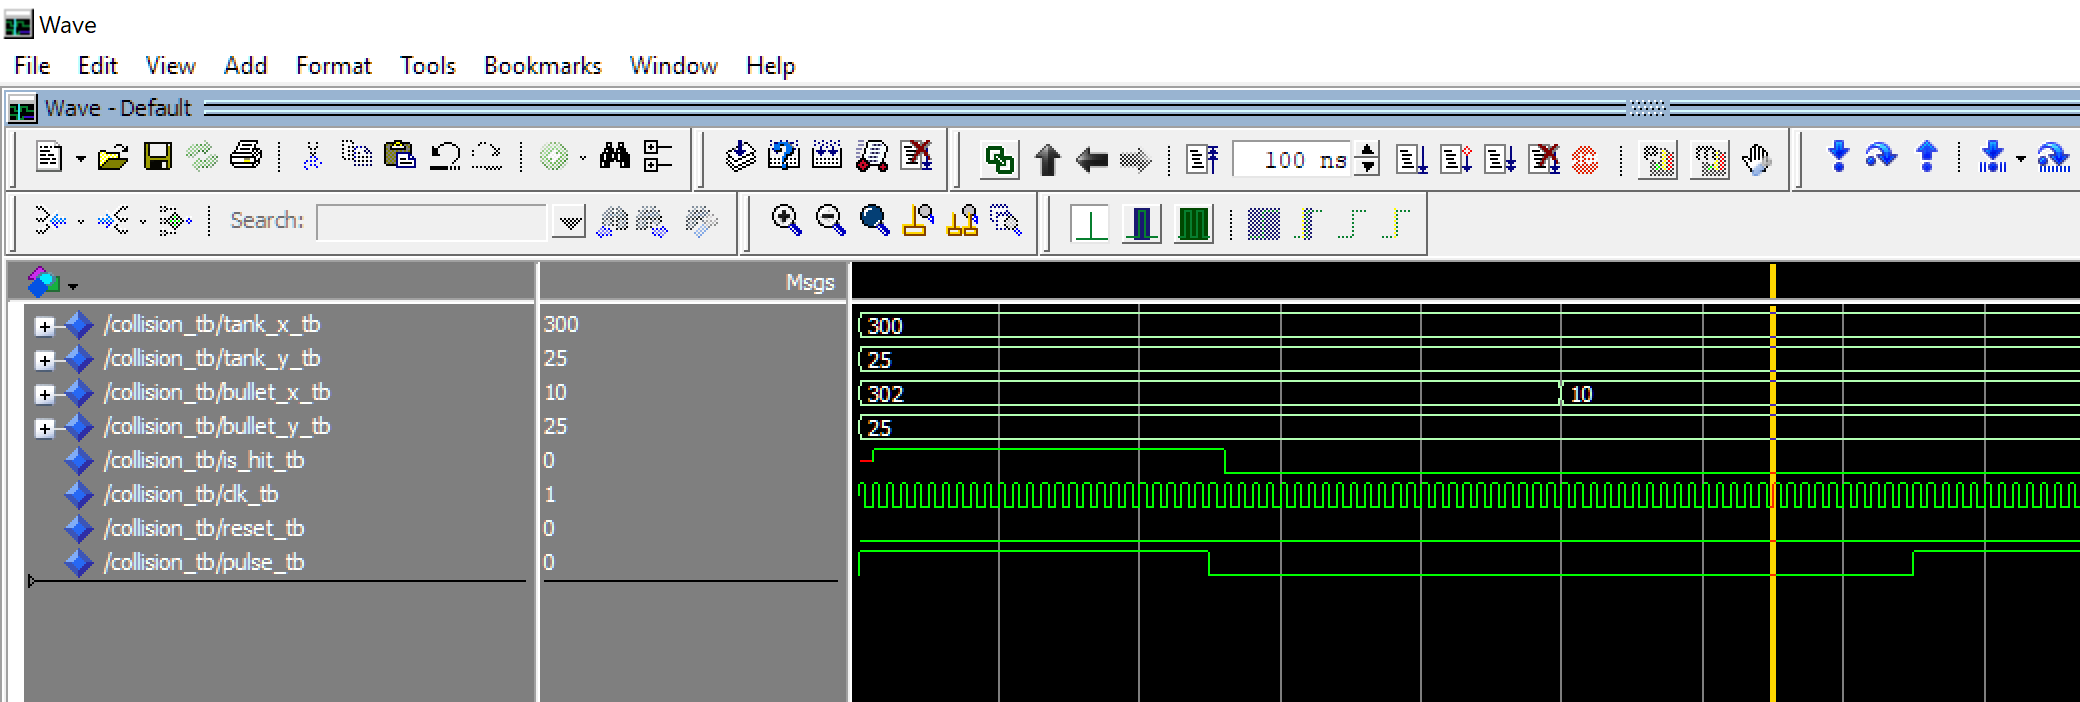 Wave
File Edit View Add Format Tools Bookmarks Window Help
Wave - Default
100 ns
Search:
Msgs
/collision_tb/tank_x_tb 300 300
/collision_tb/tank_y_tb 25 25
/collision_tb/bullet_x_tb 10 302 10
/collision_tb/bullet_y_tb 25 25
/collision_tb/is_hit_tb 0
/collision_tb/clk_tb 1
/collision_tb/reset_tb 0
/collision_tb/pulse_tb 0